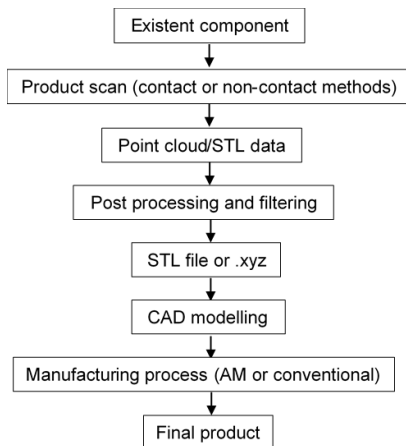 Existent component
Product scan (contact or non-contact methods)
Point cloud/STL data
Post processing and filtering
STL file or .xyz
CAD modelling
Manufacturing process (AM or conventional)
Final product